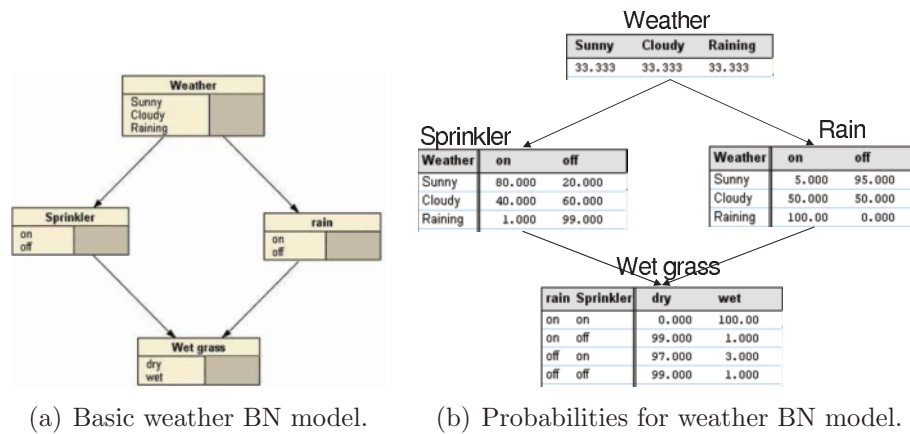 Weather
Sunny
Cloudy
Raining
Sprinkler
on
off
rain
on
off
Wet grass
dry
wet
(a) Basic weather BN model.
Weather
Sunny Cloudy Raining
33.333 33.333 33.333
Sprinkler
Weather on off
Sunny 80.000 20.000
Cloudy 40.000 60.000
Raining 1.000 99.000
Rain
Weather on off
Sunny 5.000 95.000
Cloudy 50.000 50.000
Raining 100.00 0.000
Wet grass
rain Sprinkler dry wet
on on 0.000 100.00
on off 99.000 1.000
off on 97.000 3.000
off off 99.000 1.000
(b) Probabilities for weather BN model.